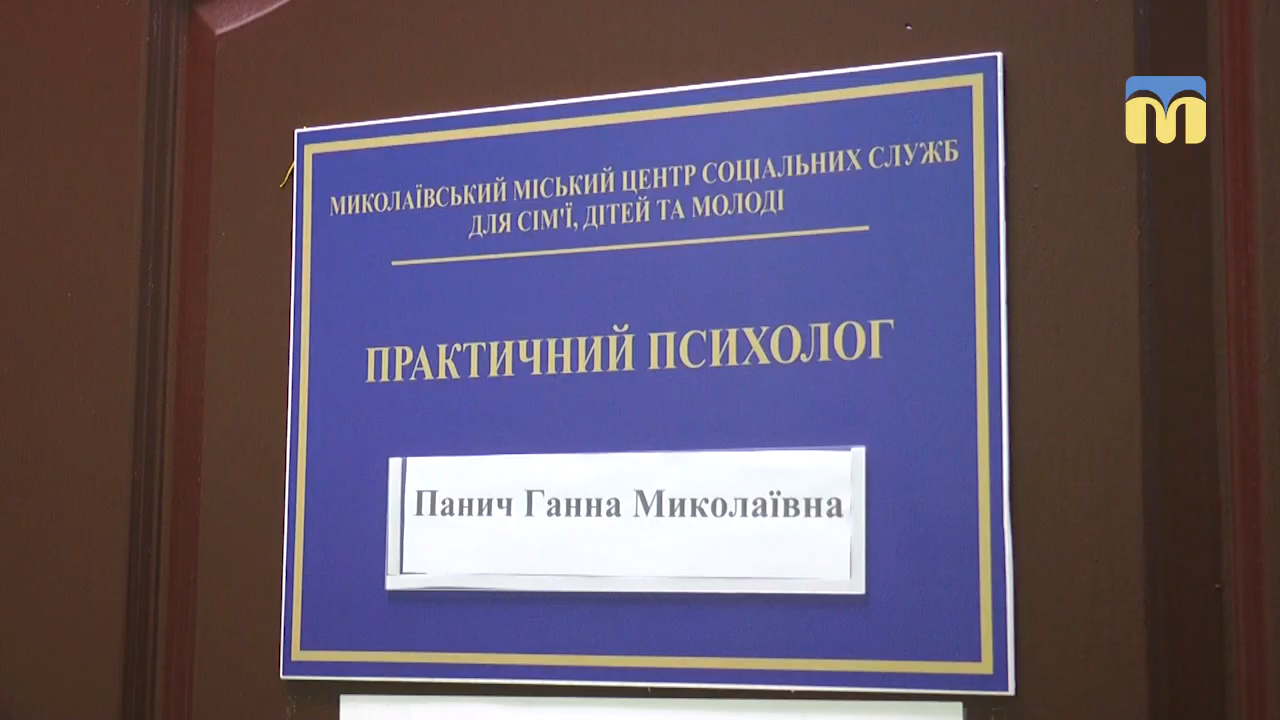 МИКОЛАЇВСЬКИЙ МІСЬКИЙ ЦЕНТР СОЦІАЛЬНИХ СЛУЖБ
ДЛЯ СІМ'Ї, ДІТЕЙ ТА МОЛОДІ
ПРАКТИЧНИЙ ПСИХОЛОГ
Панич Ганна Миколаївна